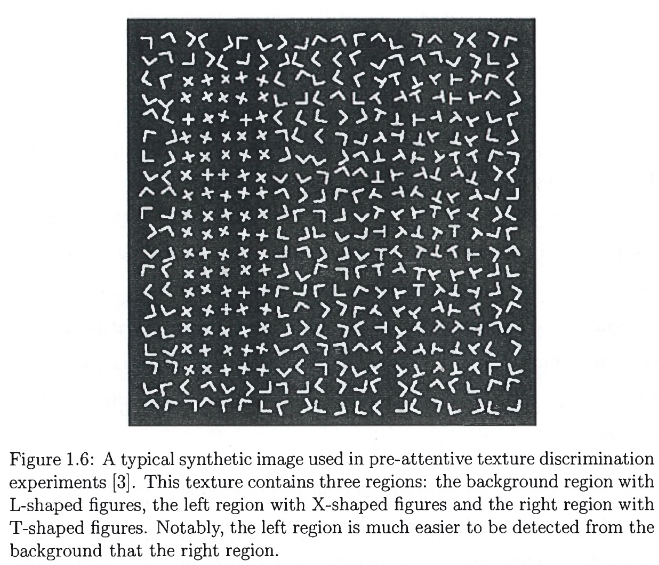 Figure 1.6: A typical synthetic image used in pre-attentive texture discrimination
experiments [3]. This texture contains three regions: the background region with
L-shaped figures, the left region with X-shaped figures and the right region with
T-shaped figures. Notably, the left region is much easier to be detected from the
background that the right region.